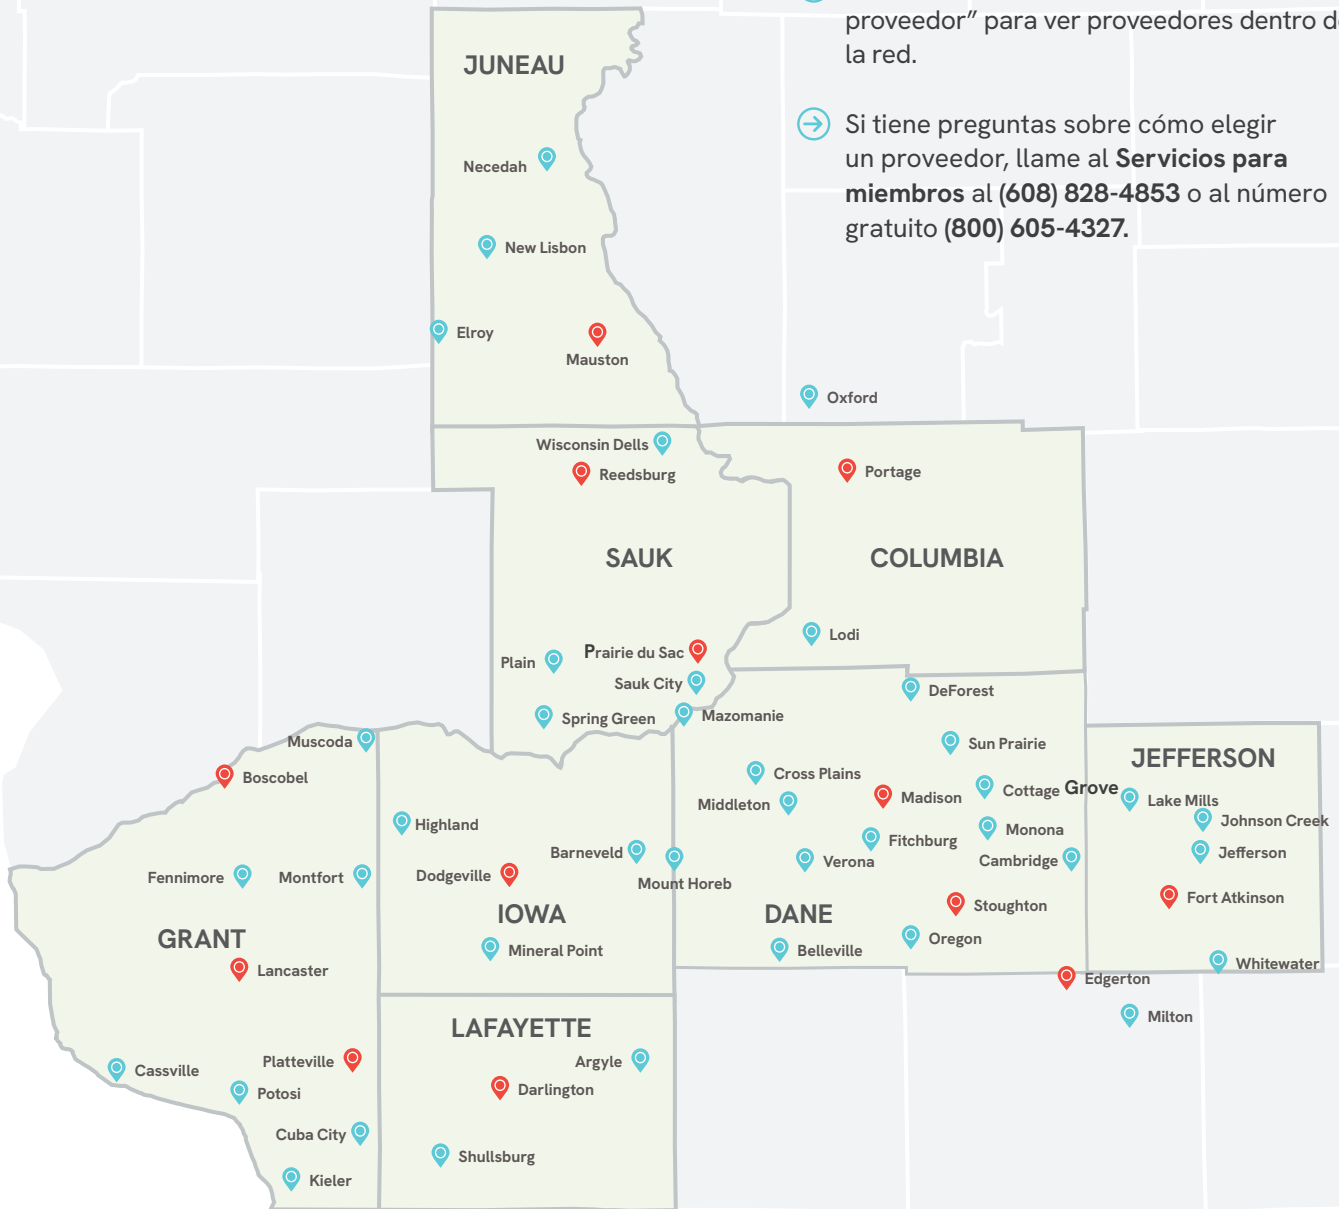 proveedor” para ver proveedores dentro de
la red.
Si tiene preguntas sobre cómo elegir
un proveedor, llame al Servicios para
miembros al (608) 828-4853 o al número
gratuito (800) 605-4327.
JUNEAU
Necedah
New Lisbon
Elroy
Mauston
Oxford
Wisconsin Dells
Reedsburg
Portage
SAUK
COLUMBIA
Lodi
Prairie du Sac
Plain
Sauk City
Spring Green
Mazomanie
DeForest
Muscoda
Boscobel
Sun Prairie
JEFFERSON
Cross Plains
Cottage Grove
Lake Mills
Middleton
Madison
Johnson Creek
Highland
Monona
Fitchburg
Barneveld
Verona
Cambridge
Jefferson
Fennimore
Montfort
Dodgeville
Mount Horeb
Fort Atkinson
Stoughton
IOWA
DANE
GRANT
Oregon
Mineral Point
Belleville
Whitewater
Lancaster
Edgerton
Milton
LAFAYETTE
Platteville
Argyle
Cassville
Darlington
Potosi
Cuba City
Shullsburg
Kieler